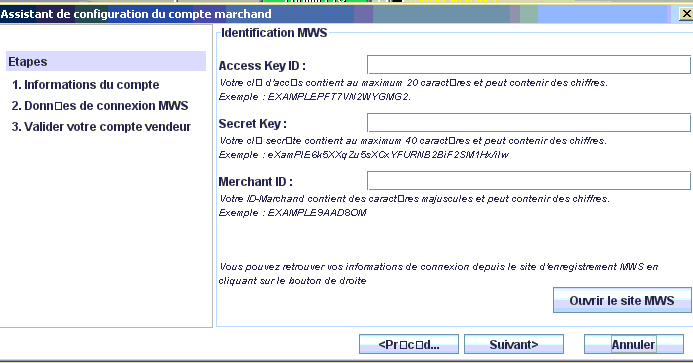 Assistant de configuration du compte marchand
Etapes
1. Informations du compte
2. Donn□es de connexion MWS
3. Valider votre compte vendeur
Identification MWS
Access Key ID :
Votre cl□ d'acc□s contient au maximum 20 caract□res et peut contenir des chiffres.
Exemple : EXAMPLEPFT7VN2WYGMG2.
Secret Key :
Votre cl□ secr□te contient au maximum 40 caract□res et peut contenir des chiffres.
Exemple : eXamPlE6k5XXqZu5sXCxYFURNB2BiF2SM1Hx/iIw
Merchant ID :
Votre ID-Marchand contient des caract□res majuscules et peut contenir des chiffres.
Exemple : EXAMPLE9AAD8OM
Vous pouvez retrouver vos informations de connexion depuis le site d'enregistrement MWS en
cliquant sur le bouton de droite
Ouvrir le site MWS
<Pr□c□d...
Suivant>
Annuler